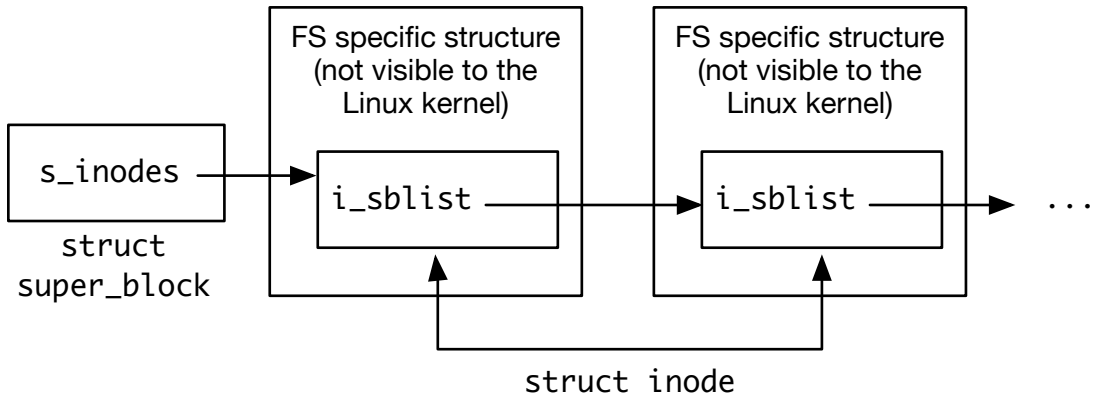 FS specific structure
(not visible to the
Linux kernel)
FS specific structure
(not visible to the
Linux kernel)
s_inodes
i_sblist
i_sblist
...
struct
super_block
struct inode